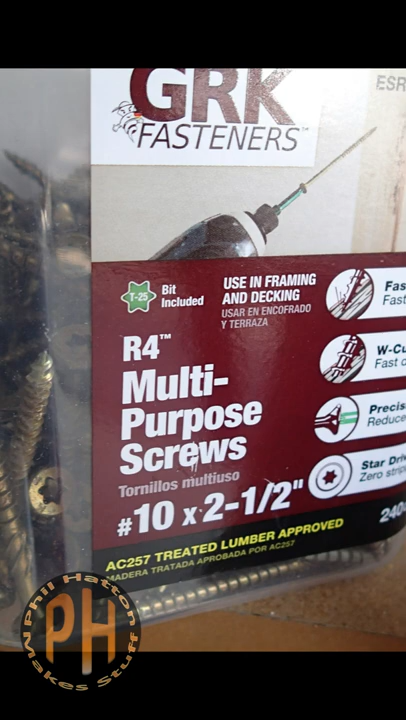 GRK
FASTENERS™
ESR
T-25
Bit
Included
USE IN FRAMING
AND DECKING
USAR EN ENCOFRADO
Y TERRAZA
Fas
Fast
R4™
Multi-
Purpose
Screws
Tornillos multiuso
#10 x 2-1/2"
W-Cu
Fast
Precis
Reduce
Star Driv
Zero strip
240
AC257 TREATED LUMBER APPROVED
MADERA TRATADA APROBADA POR AC257
Phil Hatton
PH
Makes Stuff